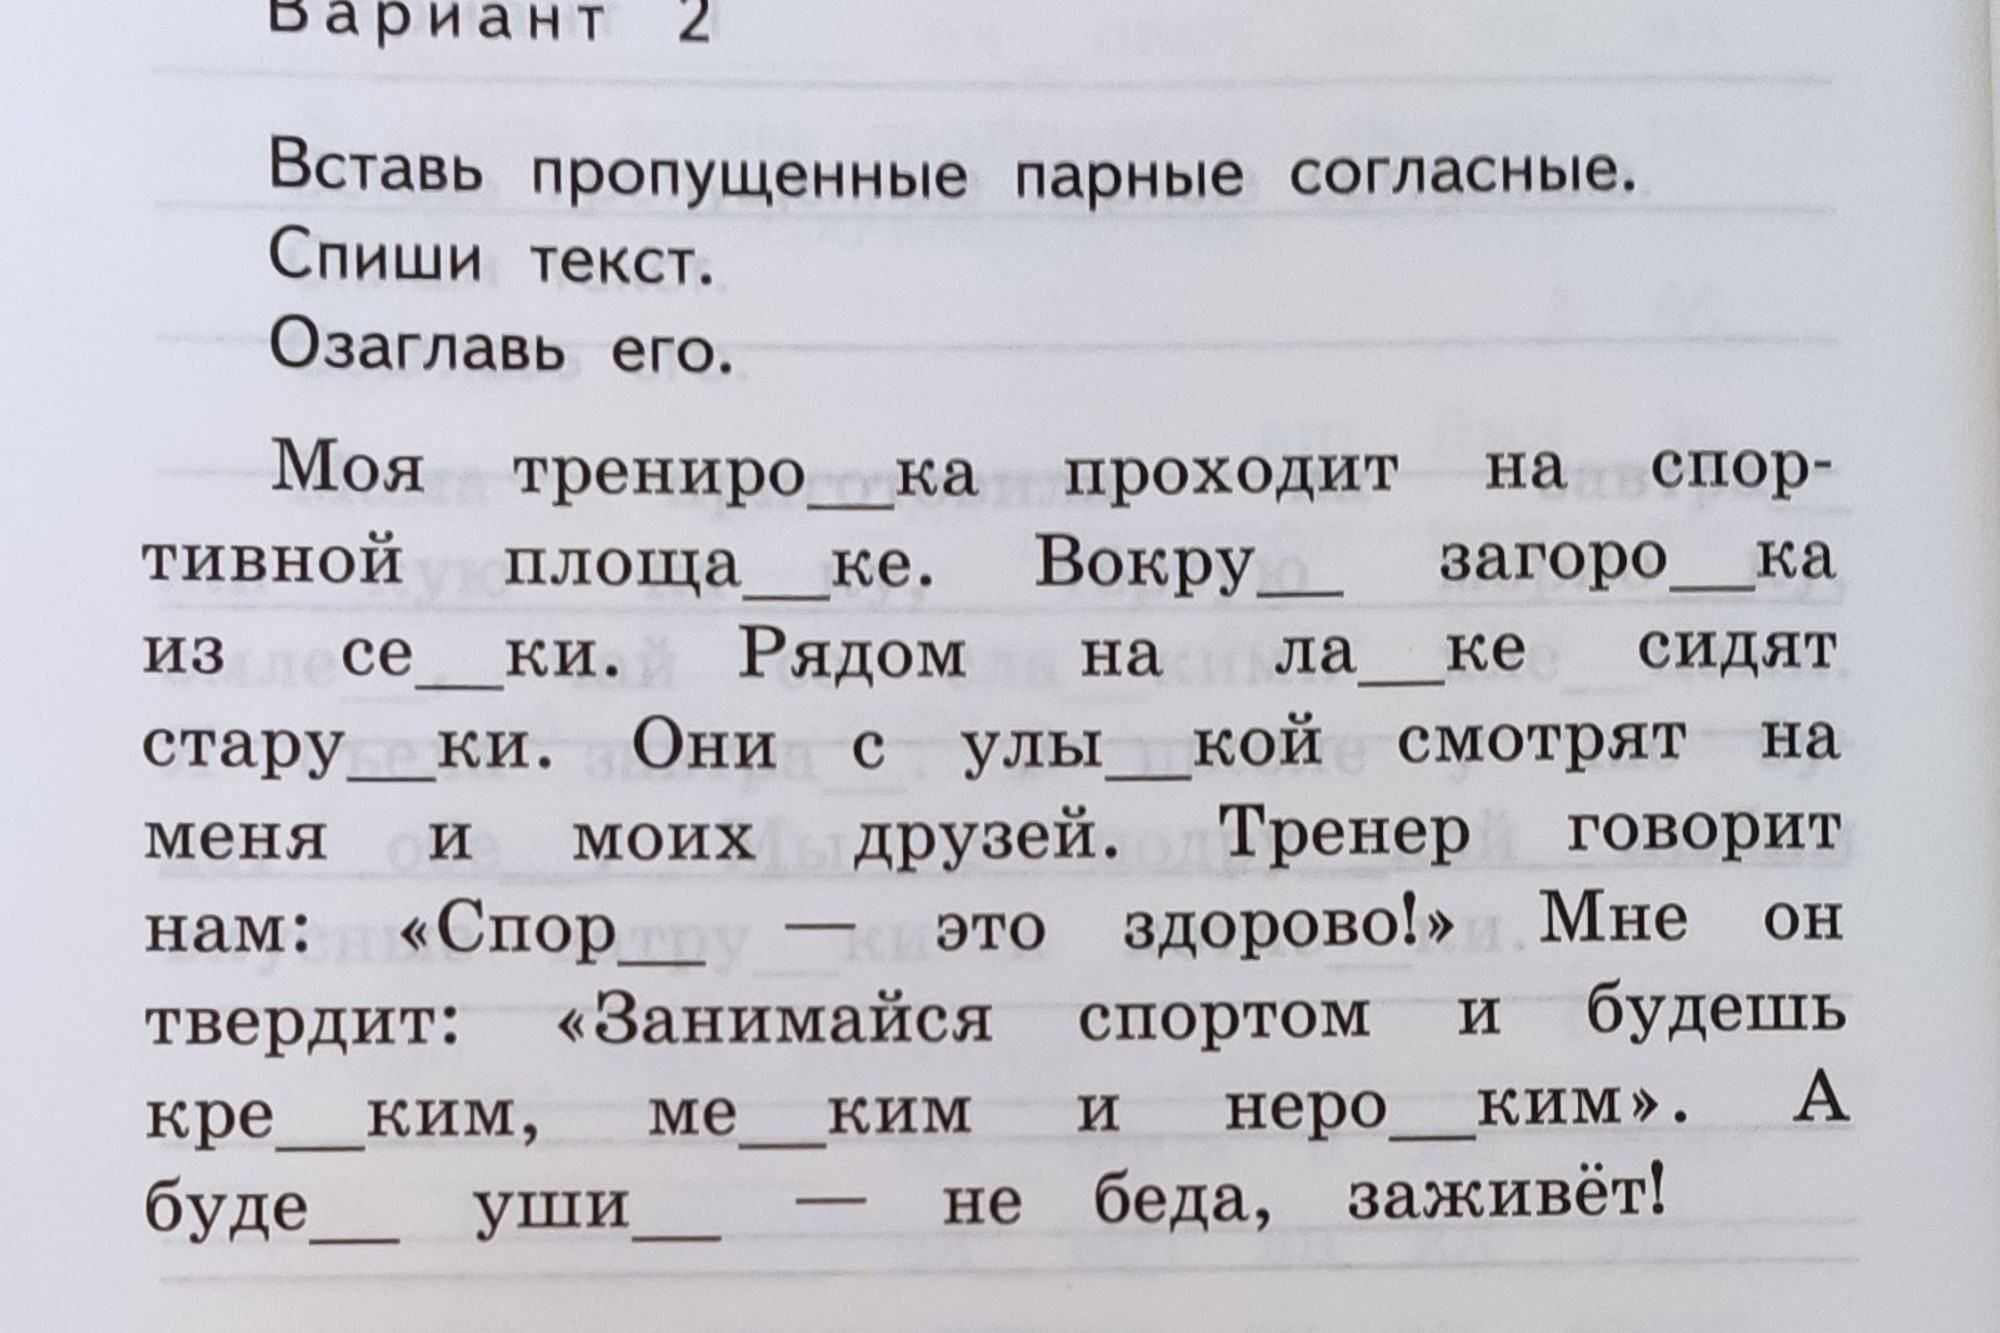 Вариант 2
Вставь пропущенные парные согласные.
Спиши текст.
Озаглавь его.
Моя трениро__ка проходит на спор-
тивной площа__ке. Вокру__ загоро__ка
из се__ки. Рядом на ла__ке сидят
стару__ки. Они с улы__кой смотрят на
меня и моих друзей. Тренер говорит
нам: «Спор__ — это здорово!» Мне он
твердит: «Занимайся спортом и будешь
кре__ким, ме__ким и неро__ким». А
буде__ уши__ — не беда, заживёт!